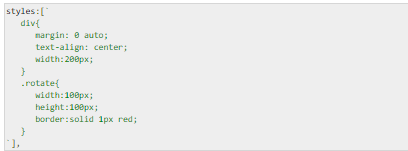 styles:[`
div{
margin: 0 auto;
text-align: center;
width:200px;
}
.rotate{
width:100px;
height:100px;
border:solid 1px red;
}
`],